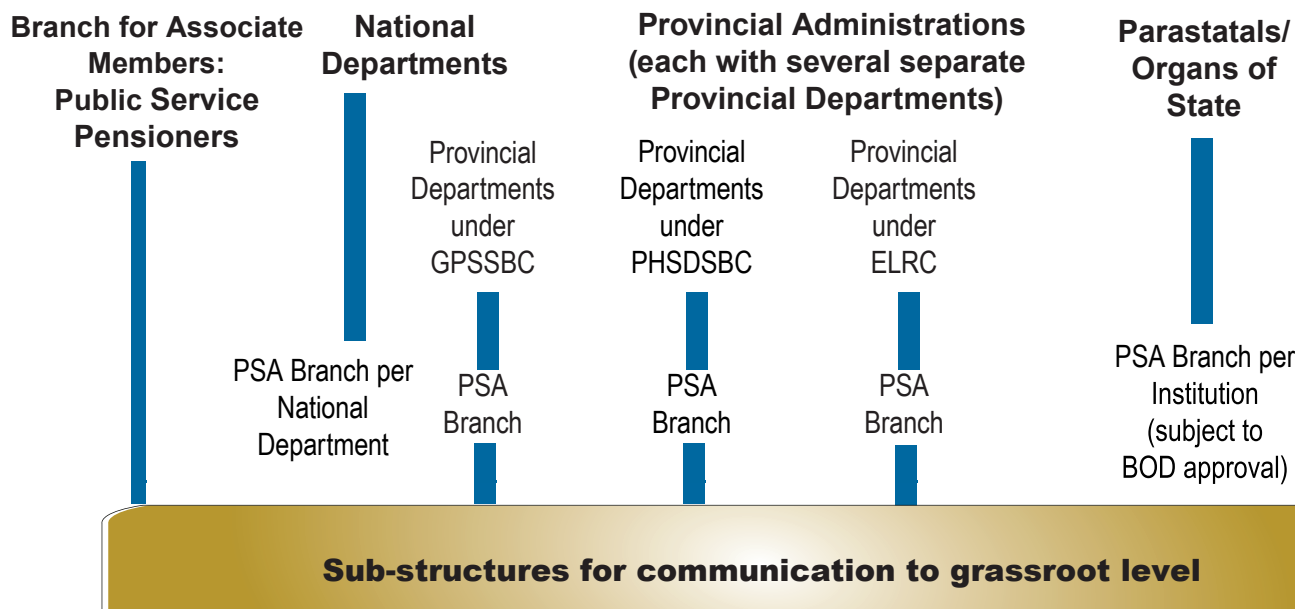 Branch for Associate
Members:
Public Service
Pensioners
National
Departments
Provincial Administrations
(each with several separate
Provincial Departments)
Parastatals/
Organs of
State
Provincial
Departments
under
GPSSBC
Provincial
Departments
under
PHSDSBC
Provincial
Departments
under
ELRC
PSA Branch per
National
Department
PSA
Branch
PSA
Branch
PSA
Branch
PSA Branch per
Institution
(subject to
BOD approval)
Sub-structures for communication to grassroot level